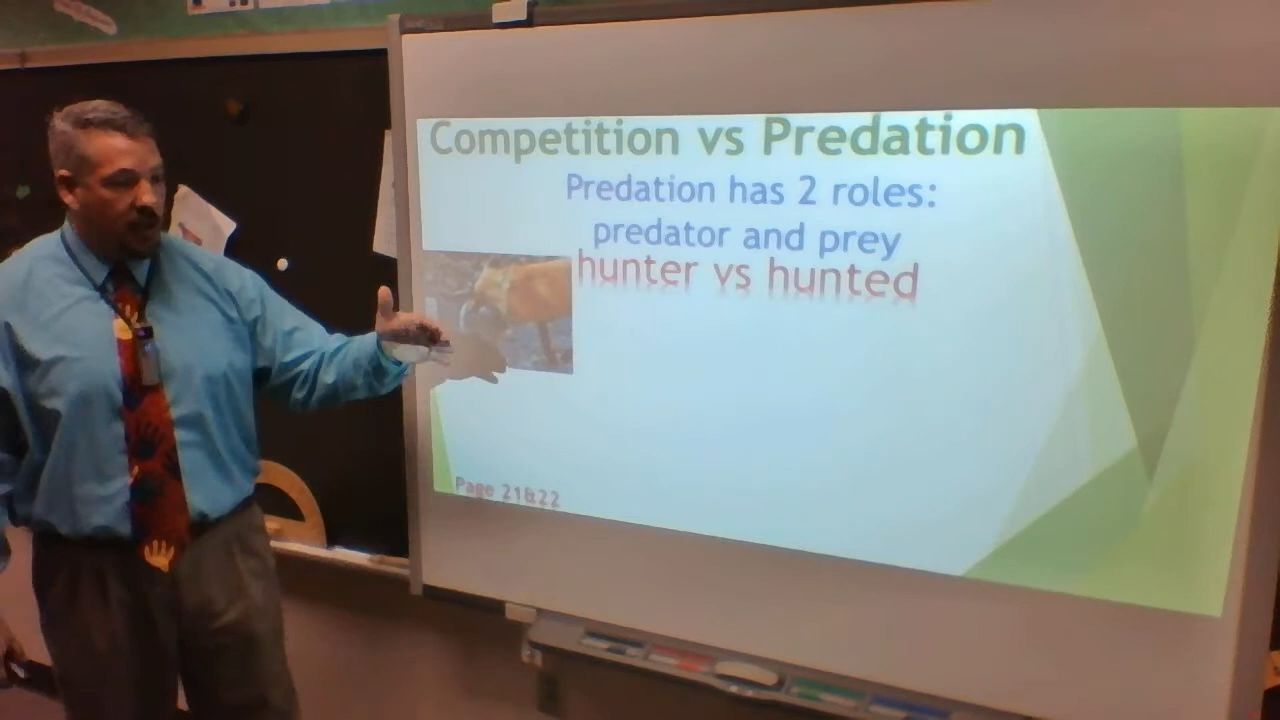 Competition vs Predation
Predation has 2 roles:
predator and prey
hunter vs hunted
Page 21&22